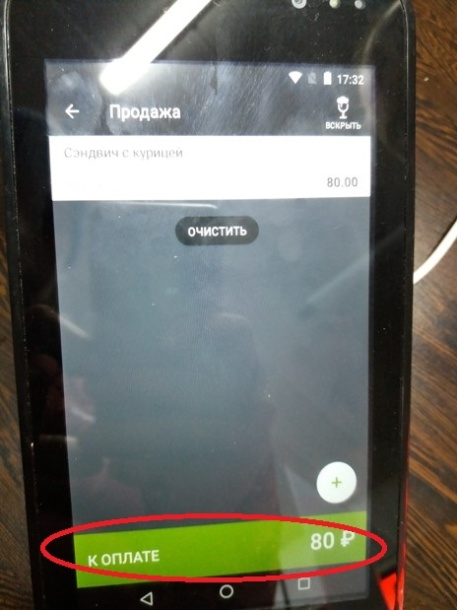 17:32
Продажа
ВСКРЫТЬ
Сэндвич с курицей
80.00
ОЧИСТИТЬ
+
К ОПЛАТЕ
80 ₽